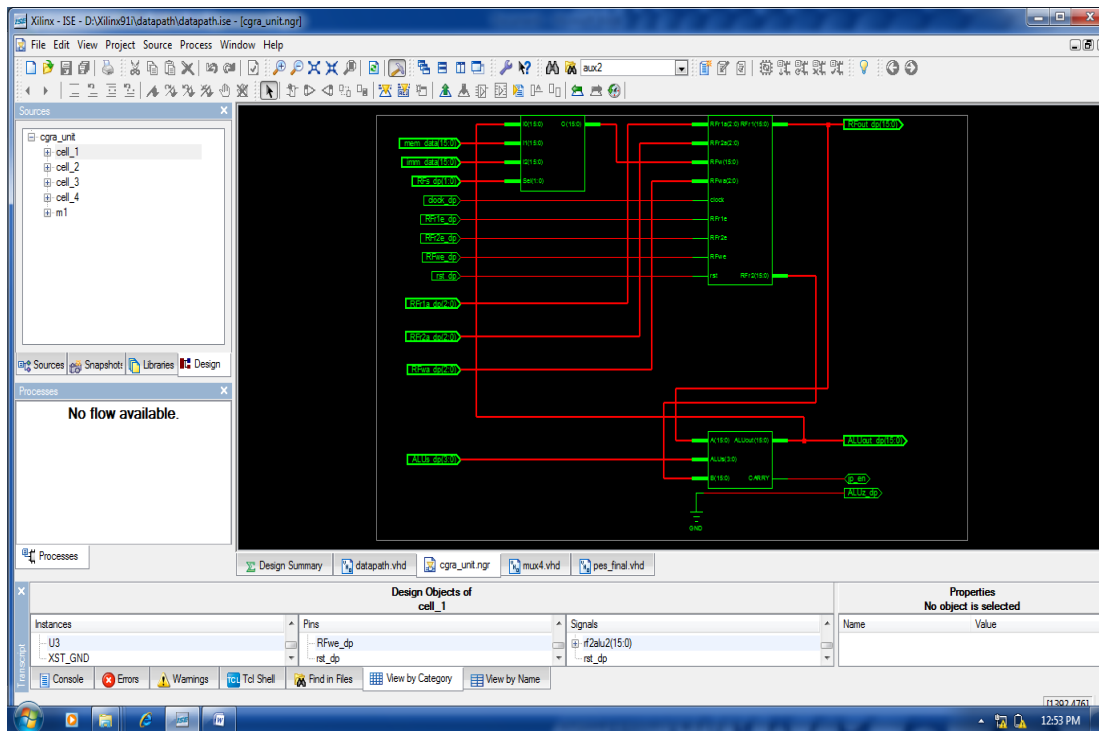 Xilinx - ISE - D:\Xilinx91i\datapath\datapath.ise - [cgra_unit.ngr]
File Edit View Project Source Process Window Help
aux2
Sources
cgra_unit
cell_1
cell_2
cell_3
cell_4
m1
Sources Snapshots Libraries Design
Processes
No flow available.
Processes
I0(15:0) O(15:0)
I1(15:0)
I2(15:0)
Sel(1:0)
mem_data(15:0)
imm_data(15:0)
RFs_dp(1:0)
clock_dp
RFr1e_dp
RFr2e_dp
RFwe_dp
rst_dp
RFr1a_dp(2:0)
RFr2a_dp(2:0)
RFwa_dp(2:0)
ALUs_dp(3:0)
RFr1a(2:0) RFr1(15:0)
RFr2a(2:0)
RFw(15:0)
RFwa(2:0)
clock
RFr1e
RFr2e
RFwe
rst RFr2(15:0)
RFout_dp(15:0)
A(15:0) ALUout(15:0)
ALUs(3:0)
B(15:0) CARRY
ALUout_dp(15:0)
jp_en
ALUz_dp
GND
Design Summary datapath.vhd cgra_unit.ngr mux4.vhd pes_final.vhd
Design Objects of
cell_1
Properties
No object is selected
Instances Pins Signals Name Value
U3 RFwe_dp rf2alu2(15:0)
XST_GND rst_dp rst_dp
Transcript
Console Errors Warnings Tcl Shell Find in Files View by Category View by Name
[1392,476]
12:53 PM